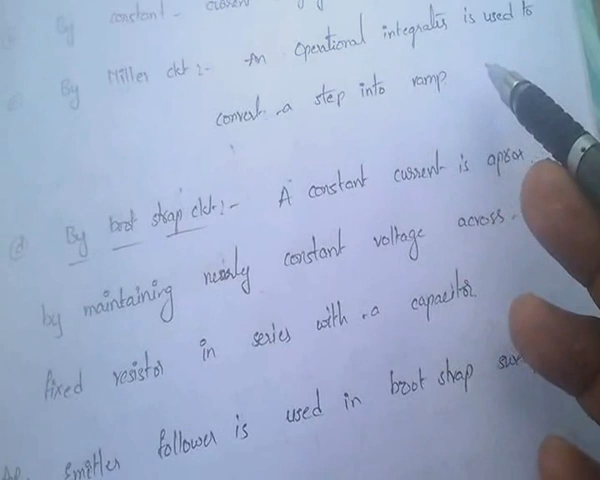 By constant - current
By Miller ckt :- An operational integrator is used to
convert a step into ramp
(d) By boot strap ckt :- A constant current is aprox.
by maintaining nearly constant voltage across
fixed resistor in series with a capacitor
emitter follower is used in boot strap